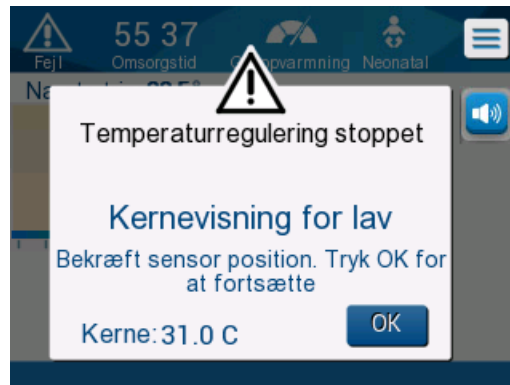 55 37
Fejl Omsorgstid Neonatal
Temperaturregulering stoppet
Kernevisning for lav
Bekræft sensor position. Tryk OK for
at fortsætte
Kerne: 31.0 C
OK